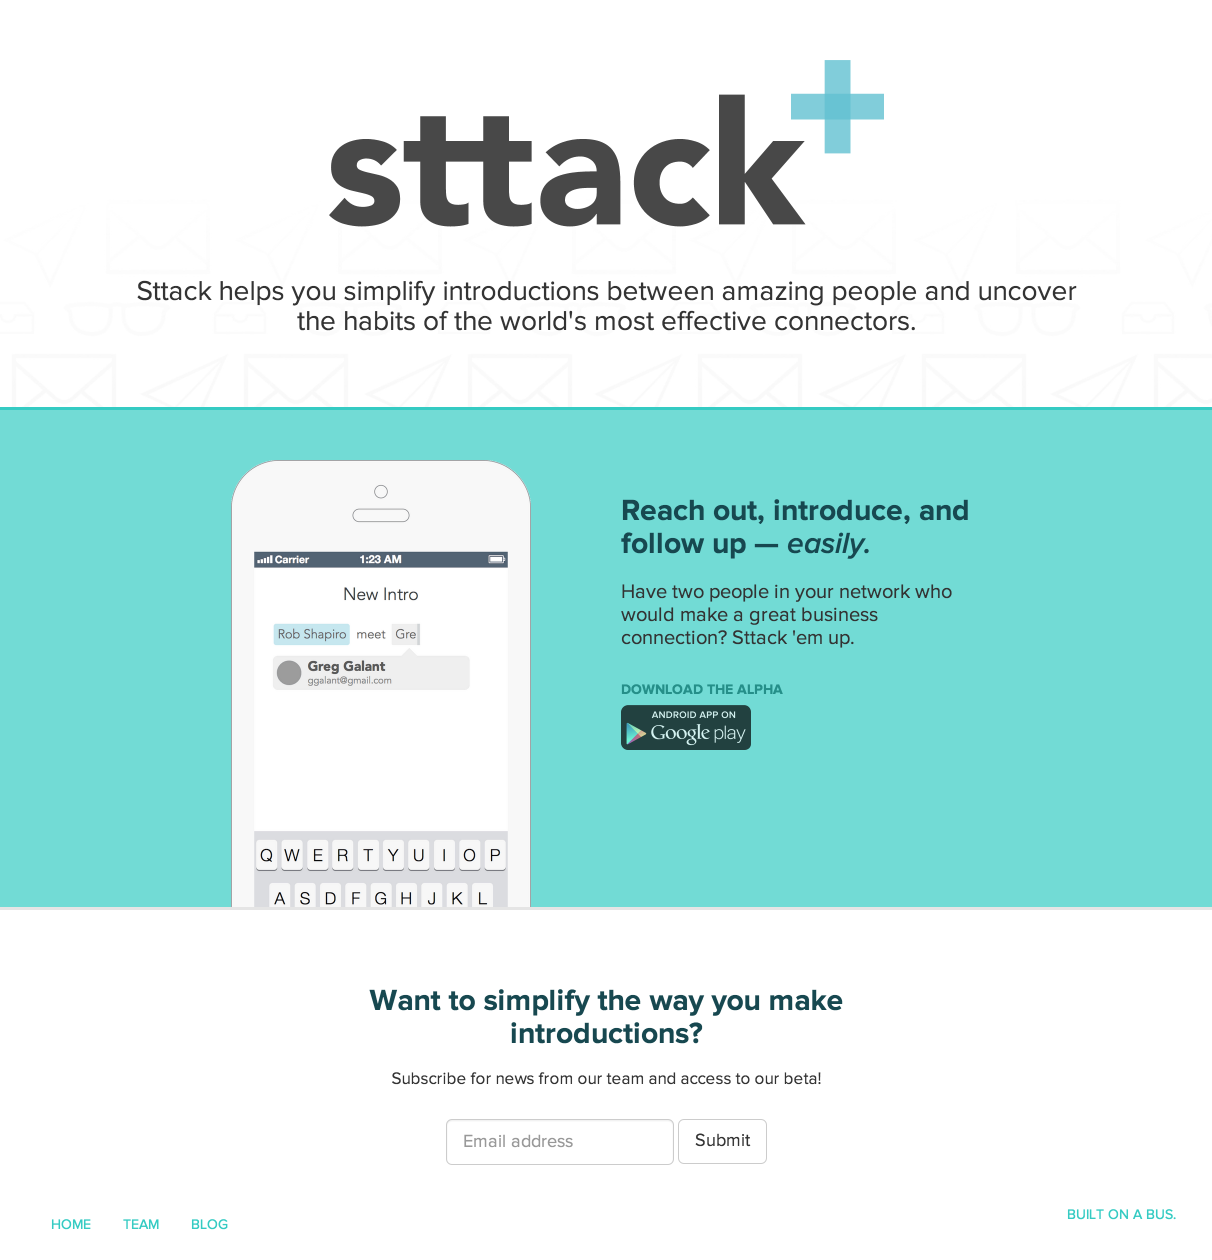 sttack
Sttack helps you simplify introductions between amazing people and uncover
the habits of the world's most effective connectors.
Carrier 1:23 AM
New Intro
Rob Shapiro meet Gre
Greg Galant
ggalant@gmail.com
Q W E R T Y U I O P
A S D F G H J K L
Reach out, introduce, and
follow up — easily.
Have two people in your network who
would make a great business
connection? Sttack 'em up.
DOWNLOAD THE ALPHA
ANDROID APP ON
Google play
Want to simplify the way you make
introductions?
Subscribe for news from our team and access to our beta!
Email address Submit
HOME TEAM BLOG
BUILT ON A BUS.